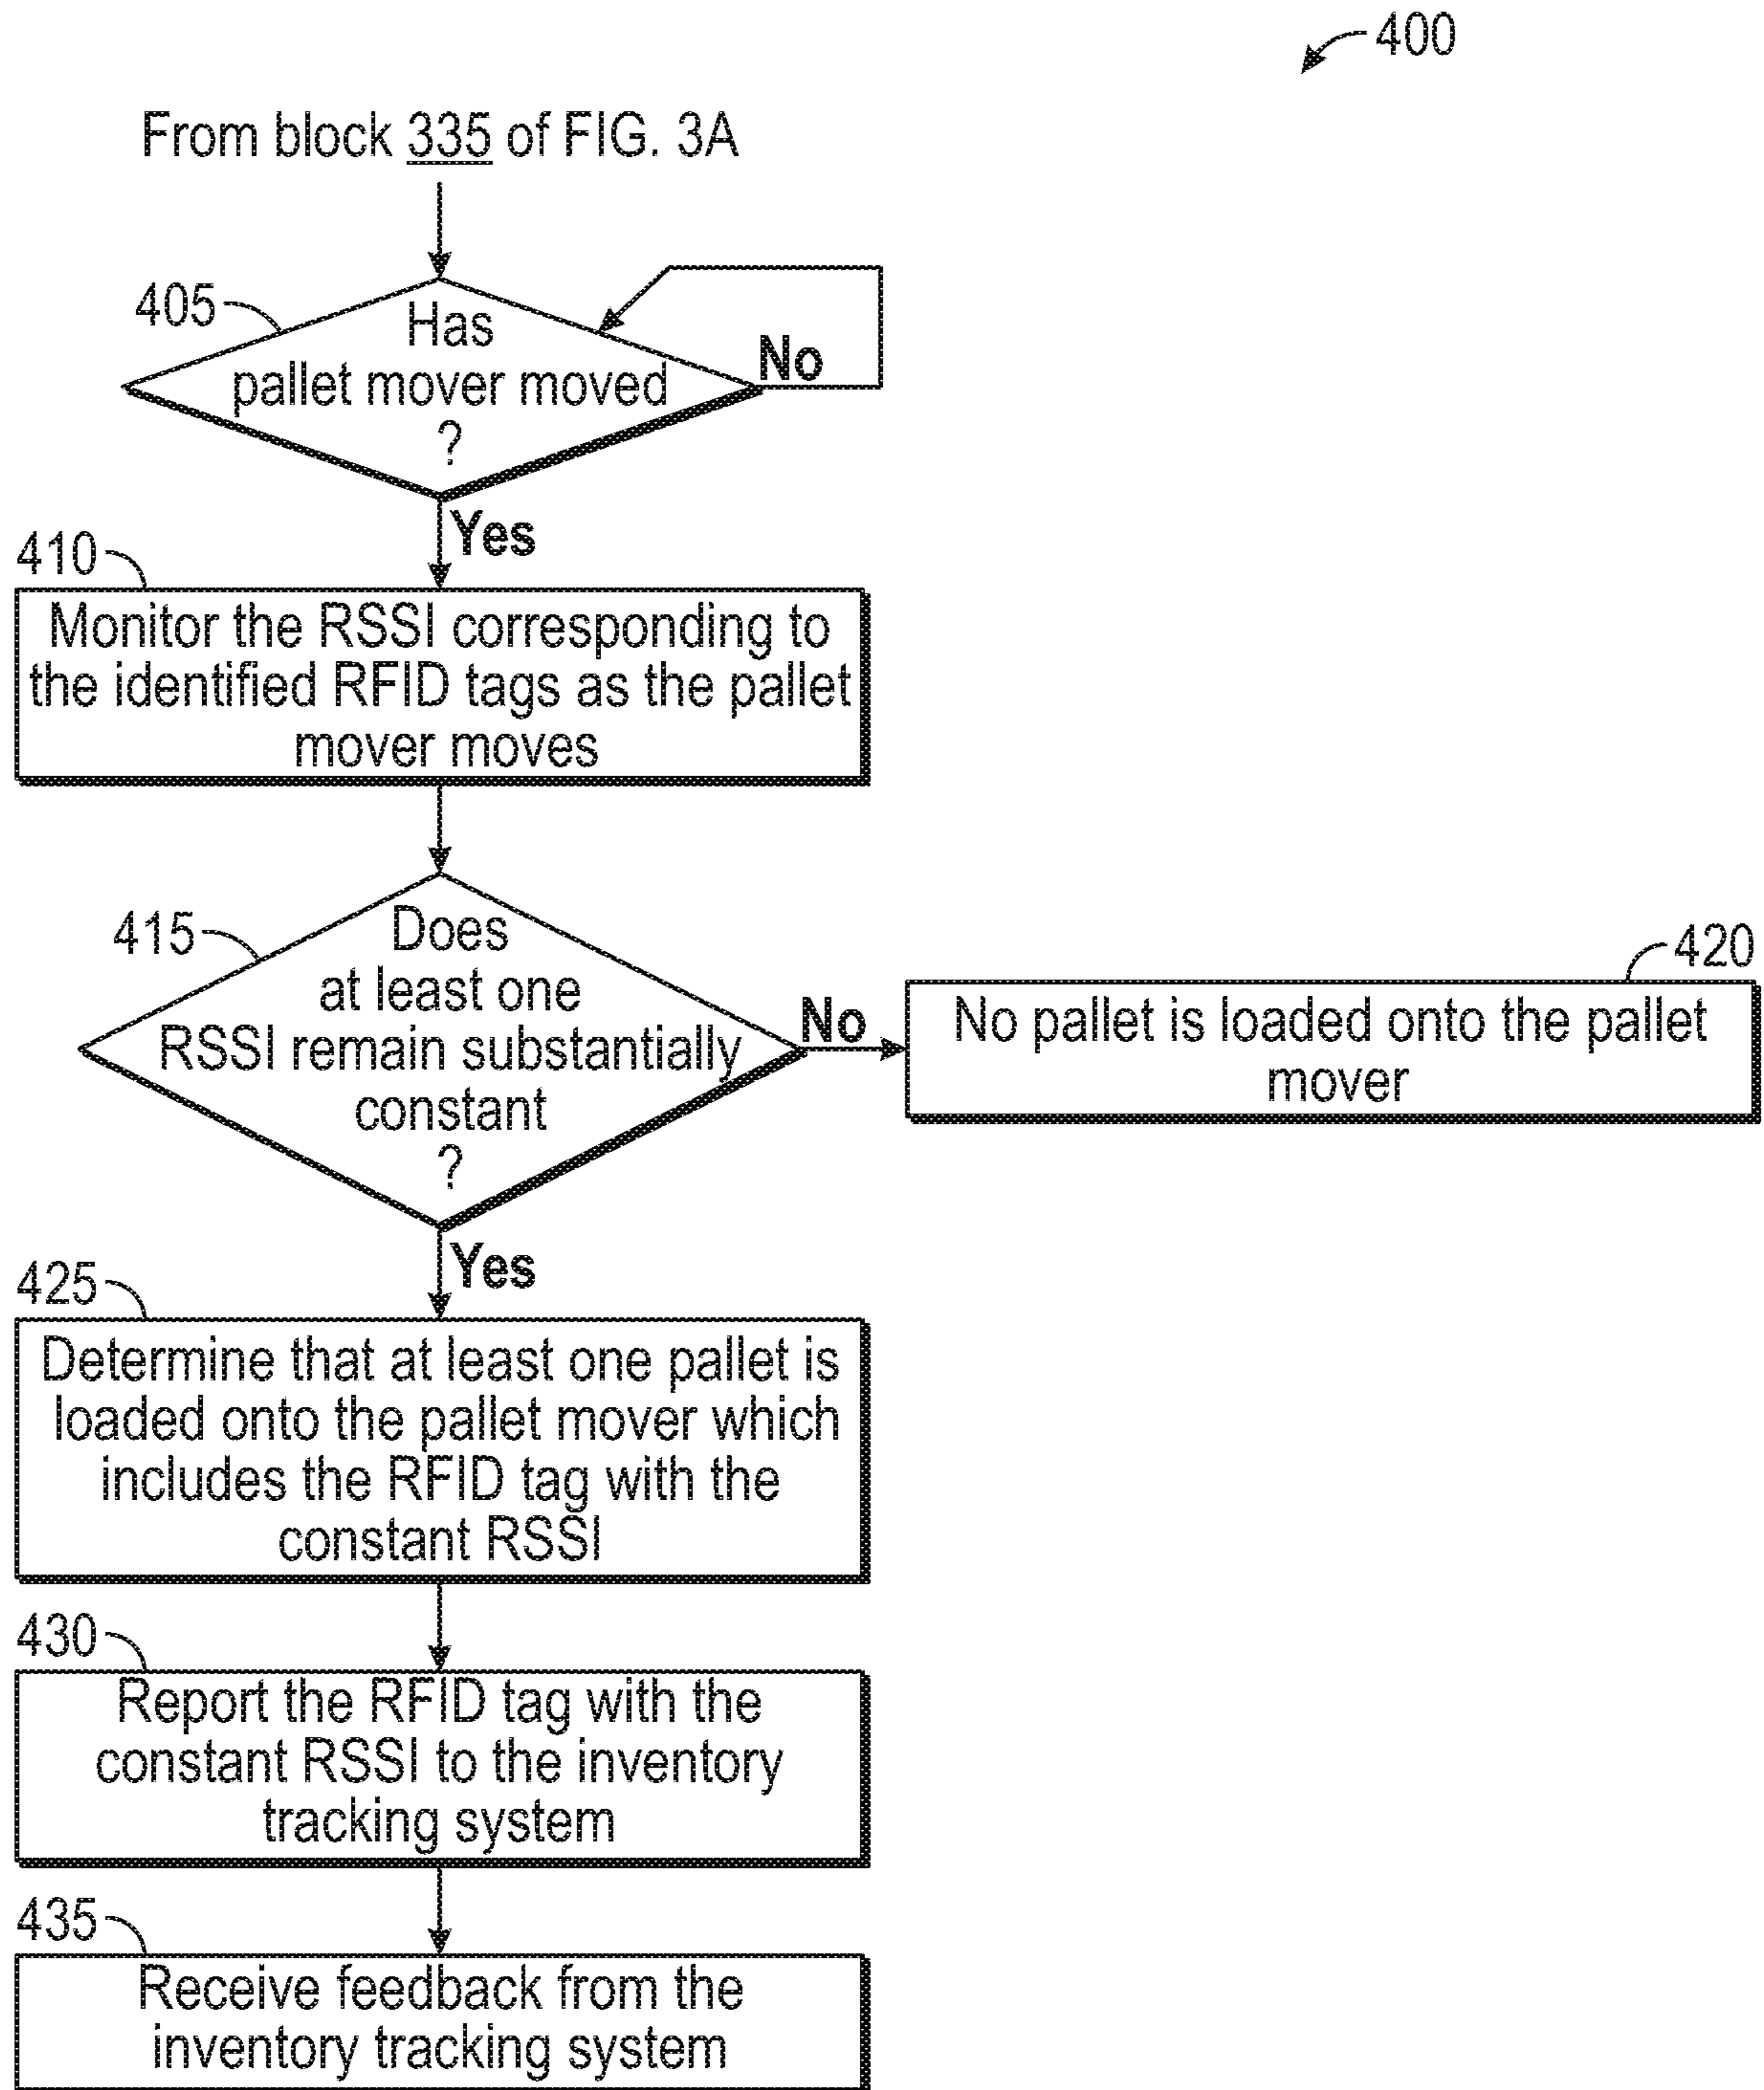 400
From block 335 of FIG. 3A
405
Has
pallet mover moved
?
No
Yes
410
Monitor the RSSI corresponding to
the identified RFID tags as the pallet
mover moves
415
Does
at least one
RSSI remain substantially
constant
?
No
420
No pallet is loaded onto the pallet
mover
Yes
425
Determine that at least one pallet is
loaded onto the pallet mover which
includes the RFID tag with the
constant RSSI
430
Report the RFID tag with the
constant RSSI to the inventory
tracking system
435
Receive feedback from the
inventory tracking system